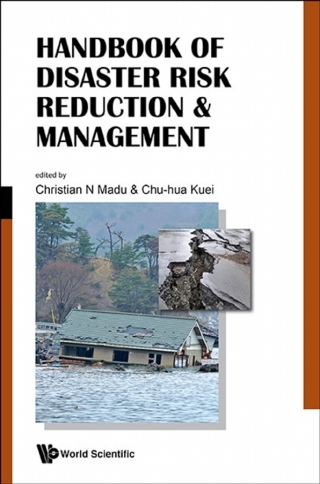 HANDBOOK OF
DISASTER RISK
REDUCTION &
MANAGEMENT
edited by
Christian N Madu & Chu-hua Kuei
World Scientific